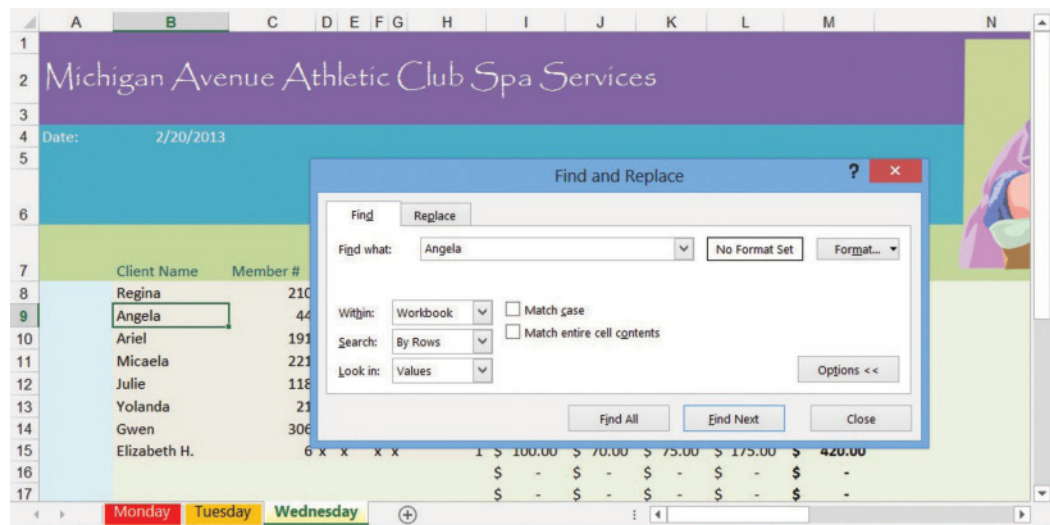 A B C D E F G H I J K L M N
1
2 Michigan Avenue Athletic Club Spa Services
3
4 Date: 2/20/2013
5
Find and Replace ? ×
6
Find Replace
Find what: Angela No Format Set Format...
7 Client Name Member #
8 Regina 210
9 Angela 44
Within: Workbook Match case
10 Ariel 191
Search: By Rows Match entire cell contents
11 Micaela 221
Look in: Values Options <<
12 Julie 118
13 Yolanda 21
Find All Find Next Close
14 Gwen 306
15 Elizabeth H. 6 x x x x 1 $ 100.00 $ 70.00 $ 75.00 $ 175.00 $ 420.00
16 $ - $ - $ - $ - $ -
17 $ - $ - $ - $ - $ -
Monday Tuesday Wednesday